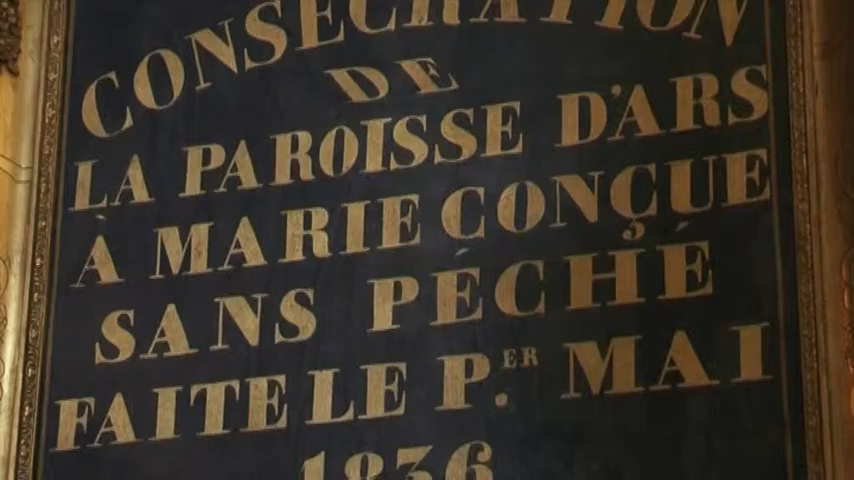 CONSÉCRATION
DE
LA PAROISSE D'ARS
À MARIE CONÇUE
SANS PÉCHÉ
FAITE LE P.ER MAI
1836